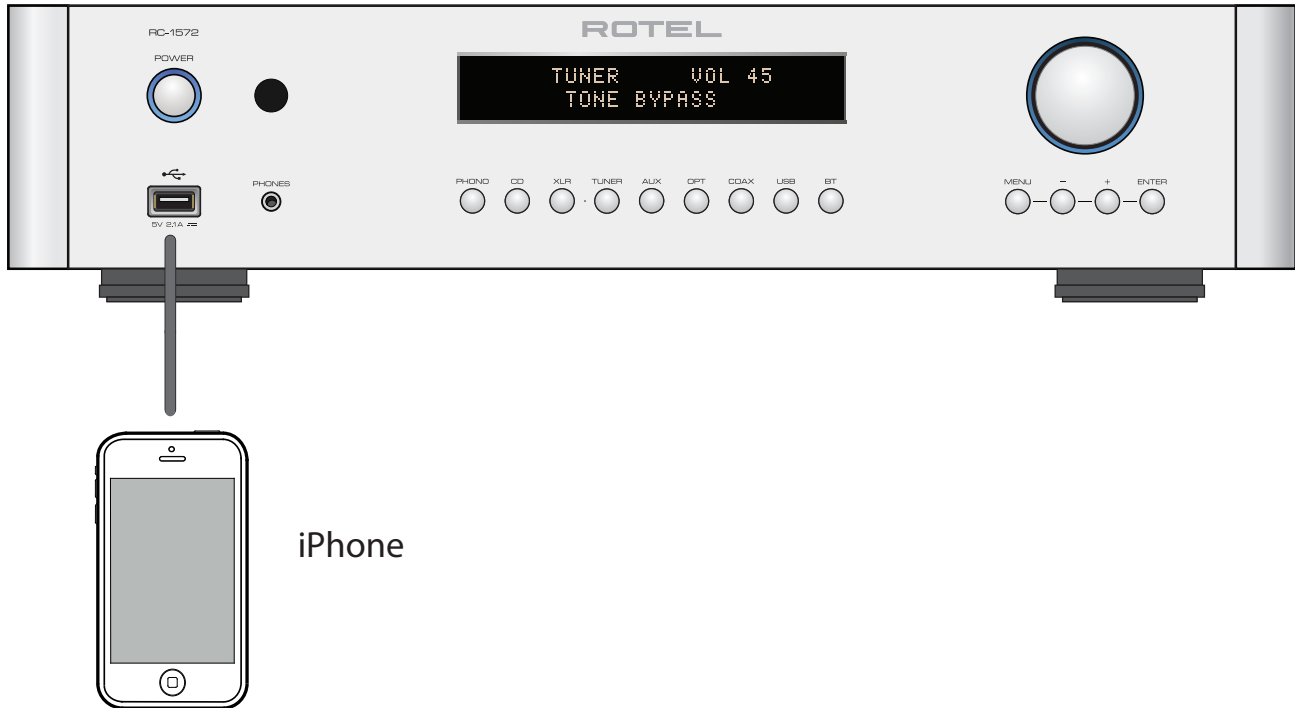 RC-1572
ROTEL
POWER
TUNER VOL 45
TONE BYPASS
PHONES
PHONO CD XLR TUNER AUX OPT COAX USB BT
MENU - + ENTER
5V 2.1A
iPhone